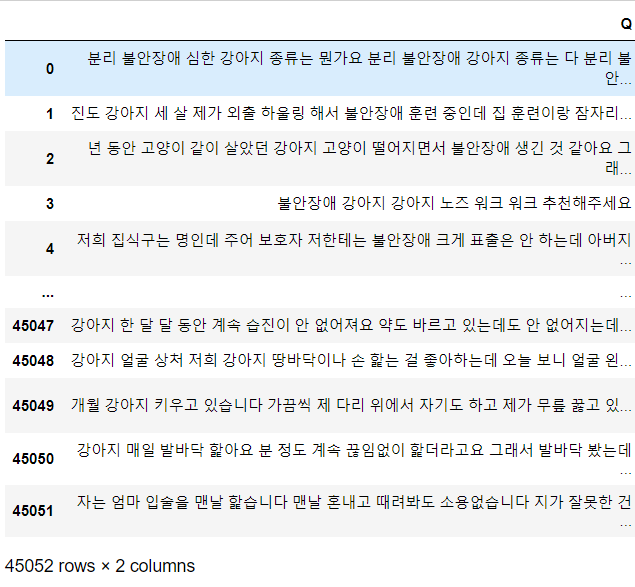 Q
0 분리 불안장애 심한 강아지 종류는 뭔가요 분리 불안장애 강아지 종류는 다 분리 불
안...
1 진도 강아지 세 살 제가 외출 하울링 해서 불안장애 훈련 중인데 집 훈련이랑 잠자리...
2 년 동안 고양이 같이 살았던 강아지 고양이 떨어지면서 불안장애 생긴 것 같아요 그
래...
3 불안장애 강아지 강아지 노즈 워크 워크 추천해주세요
4 저희 집식구는 명인데 주어 보호자 저한테는 불안장애 크게 표출은 안 하는데 아버지
...
... ...
45047 강아지 한 달 달 동안 계속 습진이 안 없어져요 약도 바르고 있는데도 안 없어지는데...
45048 강아지 얼굴 상처 저희 강아지 땅바닥이나 손 핥는 걸 좋아하는데 오늘 보니 얼굴 왼...
45049 개월 강아지 키우고 있습니다 가끔씩 제 다리 위에서 자기도 하고 제가 무릎 꿇고 있...
45050 강아지 매일 발바닥 핥아요 분 정도 계속 끊임없이 핥더라고요 그래서 발바닥 봤는데
...
45051 자는 엄마 입술을 맨날 핥습니다 맨날 혼내고 때려봐도 소용없습니다 지가 잘못한 건
...
45052 rows × 2 columns